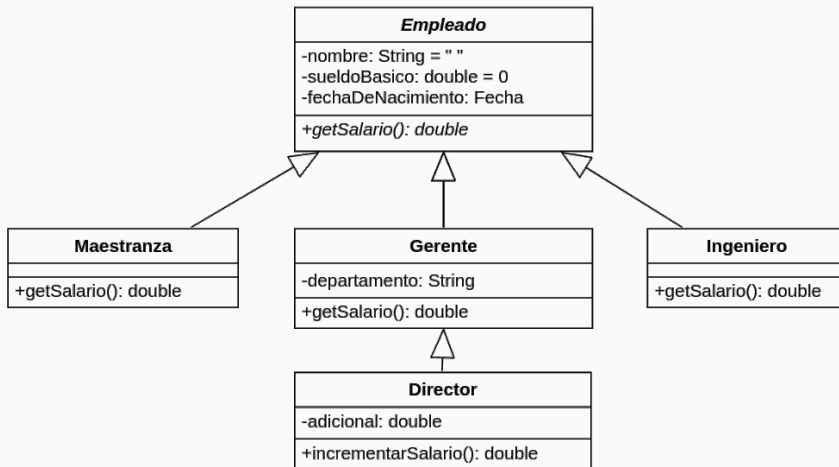 Empleado
-nombre: String = " "
-sueldoBasico: double = 0
-fechaDeNacimiento: Fecha
+getSalario(): double
Maestranza
+getSalario(): double
Gerente
-departamento: String
+getSalario(): double
Ingeniero
+getSalario(): double
Director
-adicional: double
+incrementarSalario(): double